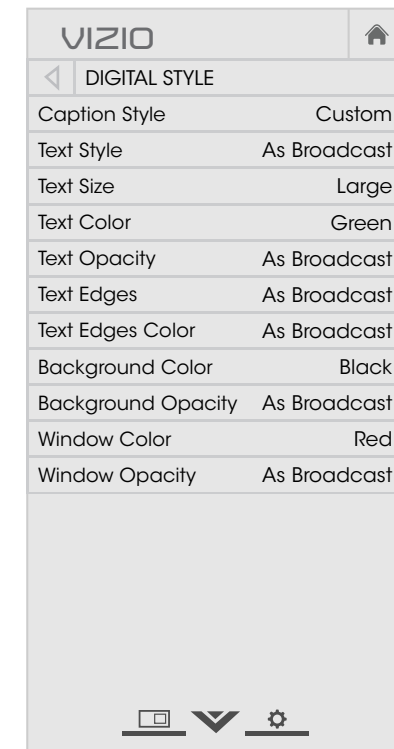 VIZIO
DIGITAL STYLE
Caption Style Custom
Text Style As Broadcast
Text Size Large
Text Color Green
Text Opacity As Broadcast
Text Edges As Broadcast
Text Edges Color As Broadcast
Background Color Black
Background Opacity As Broadcast
Window Color Red
Window Opacity As Broadcast